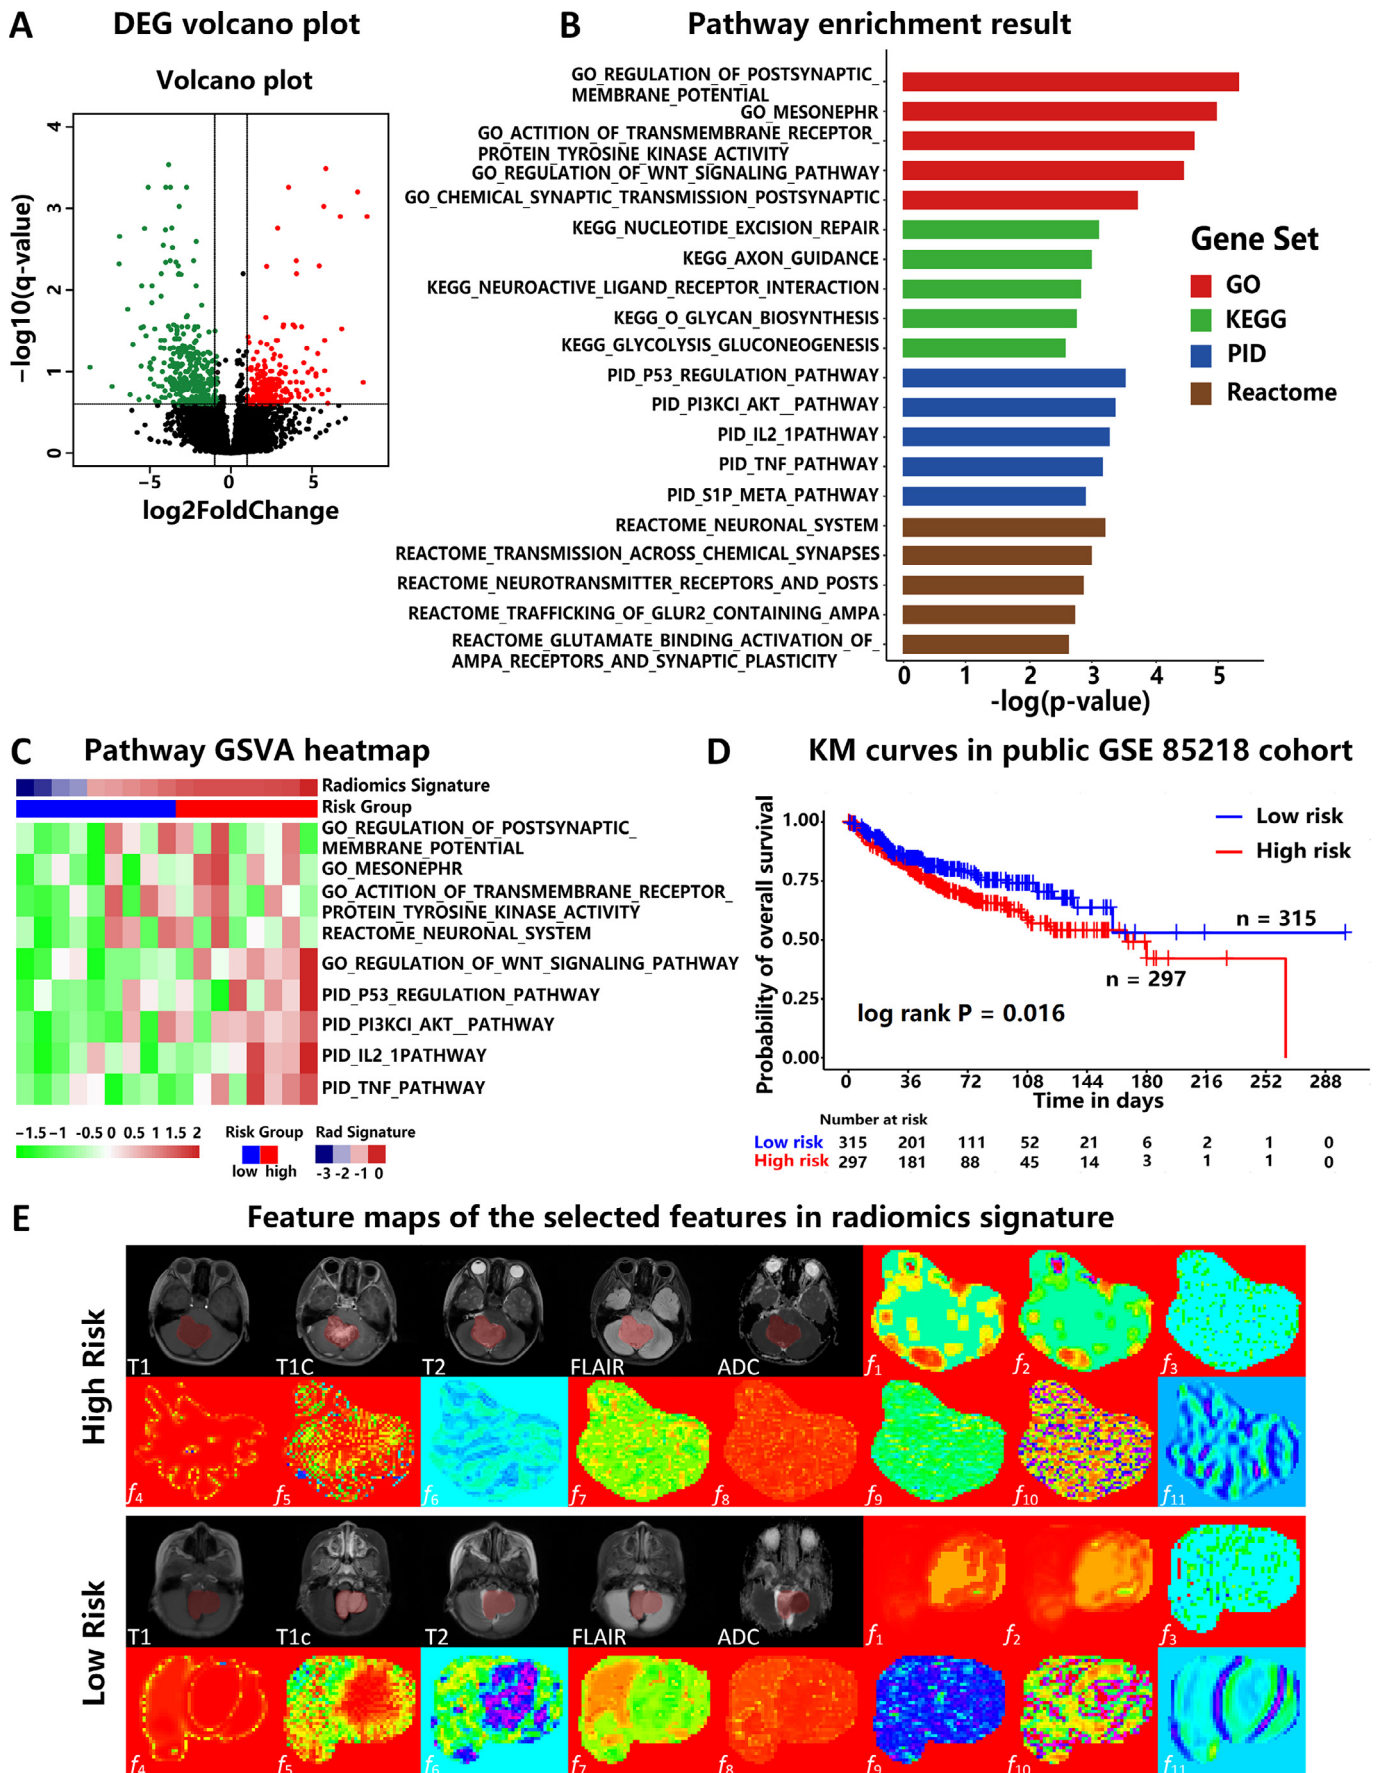 A
DEG volcano plot
Volcano plot
−log10(q-value)
4
3
2
1
0
−5
0
5
log2FoldChange
B
Pathway enrichment result
GO_REGULATION_OF_POSTSYNAPTIC_
MEMBRANE_POTENTIAL
GO_MESONEPHR
GO_ACTITION_OF_TRANSMEMBRANE_RECEPTOR_
PROTEIN_TYROSINE_KINASE_ACTIVITY
GO_REGULATION_OF_WNT_SIGNALING_PATHWAY
GO_CHEMICAL_SYNAPTIC_TRANSMISSION_POSTSYNAPTIC
KEGG_NUCLEOTIDE_EXCISION_REPAIR
KEGG_AXON_GUIDANCE
KEGG_NEUROACTIVE_LIGAND_RECEPTOR_INTERACTION
KEGG_O_GLYCAN_BIOSYNTHESIS
KEGG_GLYCOLYSIS_GLUCONEOGENESIS
PID_P53_REGULATION_PATHWAY
PID_PI3KCI_AKT__PATHWAY
PID_IL2_1PATHWAY
PID_TNF_PATHWAY
PID_S1P_META_PATHWAY
REACTOME_NEURONAL_SYSTEM
REACTOME_TRANSMISSION_ACROSS_CHEMICAL_SYNAPSES
REACTOME_NEUROTRANSMITTER_RECEPTORS_AND_POSTS
REACTOME_TRAFFICKING_OF_GLUR2_CONTAINING_AMPA
REACTOME_GLUTAMATE_BINDING_ACTIVATION_OF_
AMPA_RECEPTORS_AND_SYNAPTIC_PLASTICITY
0 1 2 3 4 5
-log(p-value)
Gene Set
GO
KEGG
PID
Reactome
C
Pathway GSVA heatmap
Radiomics Signature
Risk Group
GO_REGULATION_OF_POSTSYNAPTIC_
MEMBRANE_POTENTIAL
GO_MESONEPHR
GO_ACTITION_OF_TRANSMEMBRANE_RECEPTOR_
PROTEIN_TYROSINE_KINASE_ACTIVITY
REACTOME_NEURONAL_SYSTEM
GO_REGULATION_OF_WNT_SIGNALING_PATHWAY
PID_P53_REGULATION_PATHWAY
PID_PI3KCI_AKT__PATHWAY
PID_IL2_1PATHWAY
PID_TNF_PATHWAY
−1.5 −1 -0.5 0 0.5 1 1.5 2
Risk Group
low high
Rad Signature
-3 -2 -1 0
D
KM curves in public GSE 85218 cohort
Probability of overall survival
1.00
0.75
0.50
0.25
0.00
Low risk
High risk
n = 315
n = 297
log rank P = 0.016
0 36 72 108 144 180 216 252 288
Time in days
Number at risk
Low risk 315 201 111 52 21 6 2 1 0
High risk 297 181 88 45 14 3 1 1 0
E
Feature maps of the selected features in radiomics signature
High Risk
T1 T1C T2 FLAIR ADC f1 f2 f3
f4 f5 f6 f7 f8 f9 f10 f11
Low Risk
T1 T1c T2 FLAIR ADC f1 f2 f3
f4 f5 f6 f7 f8 f9 f10 f11